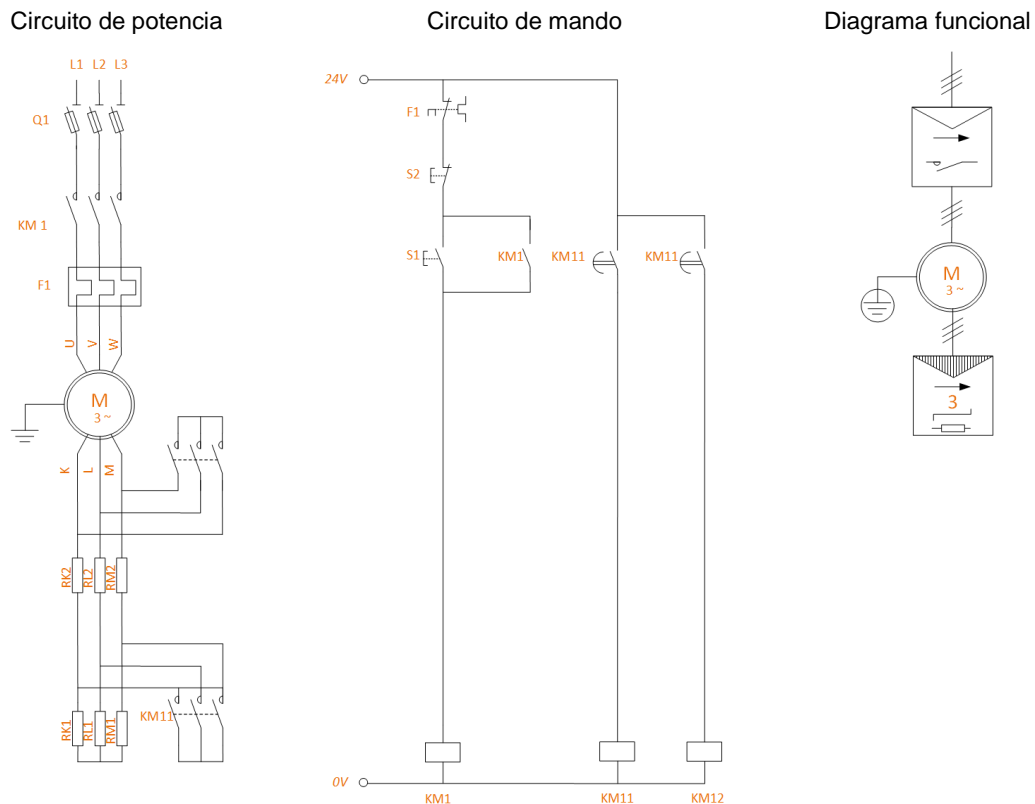 Circuito de potencia
Circuito de mando
Diagrama funcional
L1 L2 L3
Q1
KM 1
F1
U V W
M
3 ~
K L M
RK2 RL2 RM2
KM11
RK1 RL1 RM1
24V
F1
S2
S1
KM1
KM11
KM11
0V
KM1
KM11
KM12
M
3 ~
3